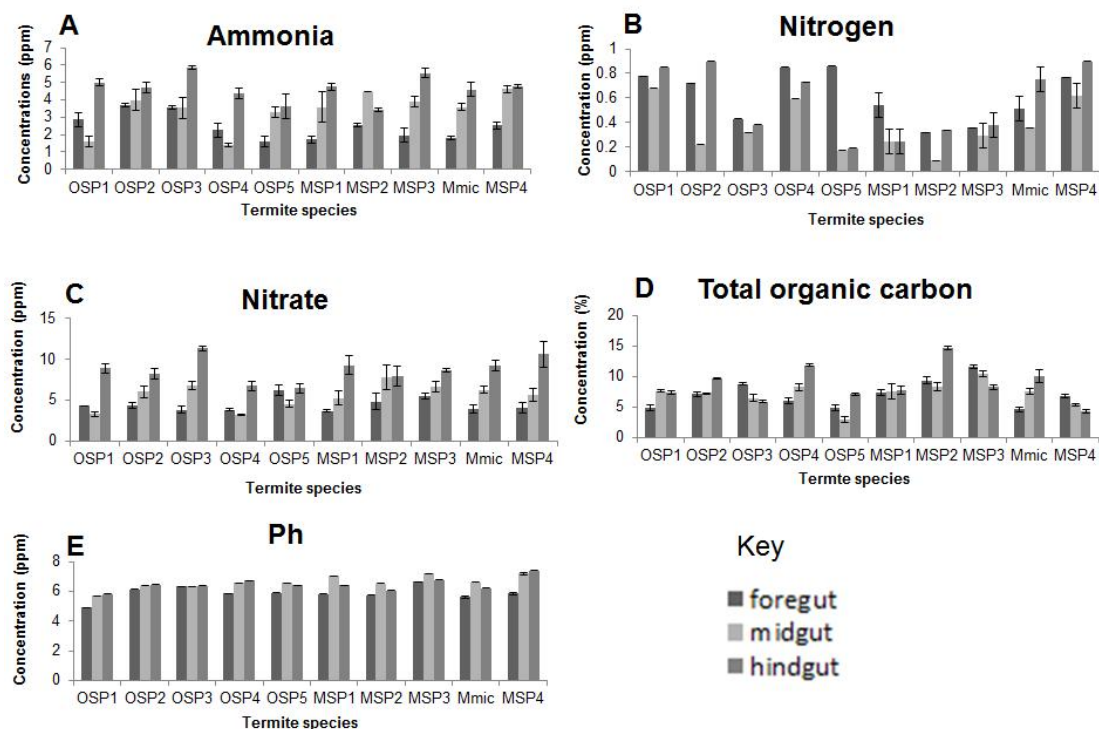 A
Ammonia
Concentrations (ppm)
7
6
5
4
3
2
1
0
OSP1 OSP2 OSP3 OSP4 OSP5 MSP1 MSP2 MSP3 Mmic MSP4
Termite species
B
Nitrogen
Concentrations (ppm)
1
0.8
0.6
0.4
0.2
0
OSP1 OSP2 OSP3 OSP4 OSP5 MSP1 MSP2 MSP3 Mmic MSP4
Termite species
C
Nitrate
Concentration (ppm)
15
10
5
0
OSP1 OSP2 OSP3 OSP4 OSP5 MSP1 MSP2 MSP3 Mmic MSP4
Termite species
D
Total organic carbon
Concentration (%)
20
15
10
5
0
OSP1 OSP2 OSP3 OSP4 OSP5 MSP1 MSP2 MSP3 Mmic MSP4
Termte species
E
Ph
Concentration (ppm)
8
6
4
2
0
OSP1 OSP2 OSP3 OSP4 OSP5 MSP1 MSP2 MSP3 Mmic MSP4
Termite species
Key
foregut
midgut
hindgut